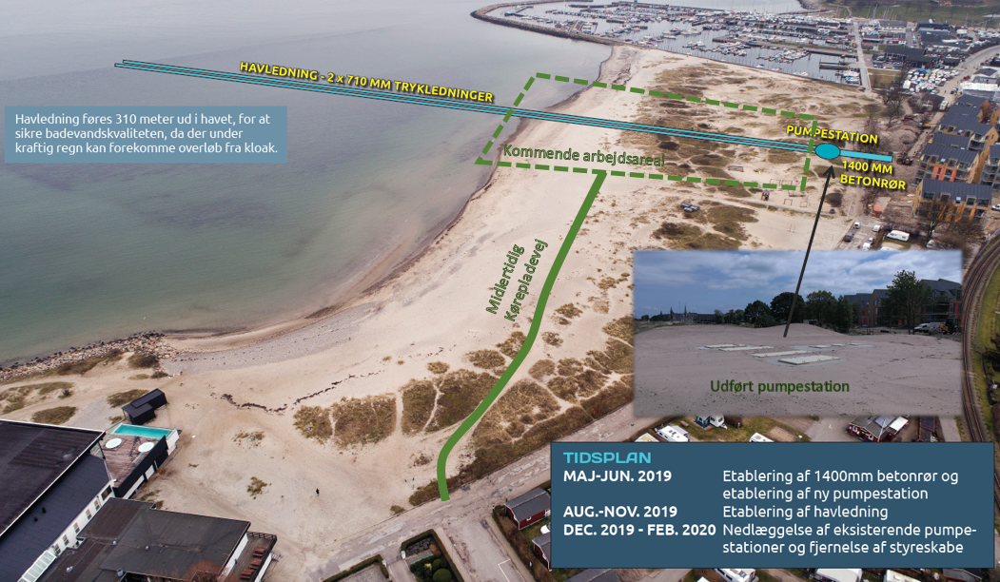 HAVLEDNING - 2 x 710 MM TRYKLEDNINGER
Havledning føres 310 meter ud i havet, for at
sikre badevandskvaliteten, da der under
kraftig regn kan forekomme overløb fra kloak.
PUMPESTATION
Kommende arbejdsareal
1400 MM
BETONRØR
Midlertidig
Kørepladevej
Udført pumpestation
TIDSPLAN
MAJ-JUN. 2019 Etablering af 1400mm betonrør og
etablering af ny pumpestation
AUG.-NOV. 2019 Etablering af havledning
DEC. 2019 - FEB. 2020 Nedlæggelse af eksisterende pumpe-
stationer og fjernelse af styreskabe